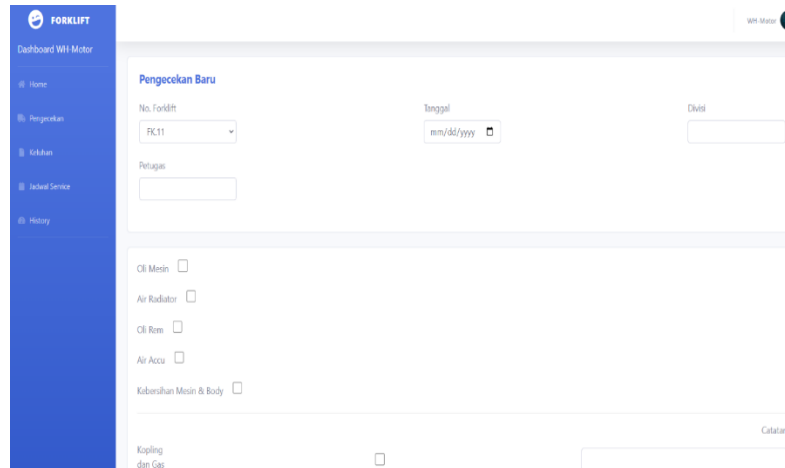 FORKLIFT
WH-Motor
Dashboard WH-Motor
Home
Pengecekan
Keluhan
Jadwal Service
History
Pengecekan Baru
No. Forklift
Tanggal
Divisi
FK.11
mm/dd/yyyy
Petugas
Oli Mesin
Air Radiator
Oli Rem
Air Accu
Kebersihan Mesin & Body
Catatan
Kopling
dan Gas